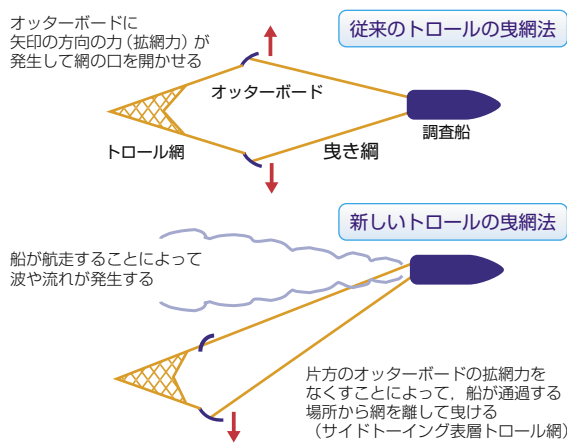 オッターボードに
矢印の方向の力(拡網力)が
発生して網の口を開かせる
従来のトロールの曳網法
オッターボード
トロール網
曳き綱
調査船
新しいトロールの曳網法
船が航走することによって
波や流れが発生する
片方のオッターボードの拡網力を
なくすことによって，船が通過する
場所から網を離して曳ける
(サイドトーイング表層トロール網)